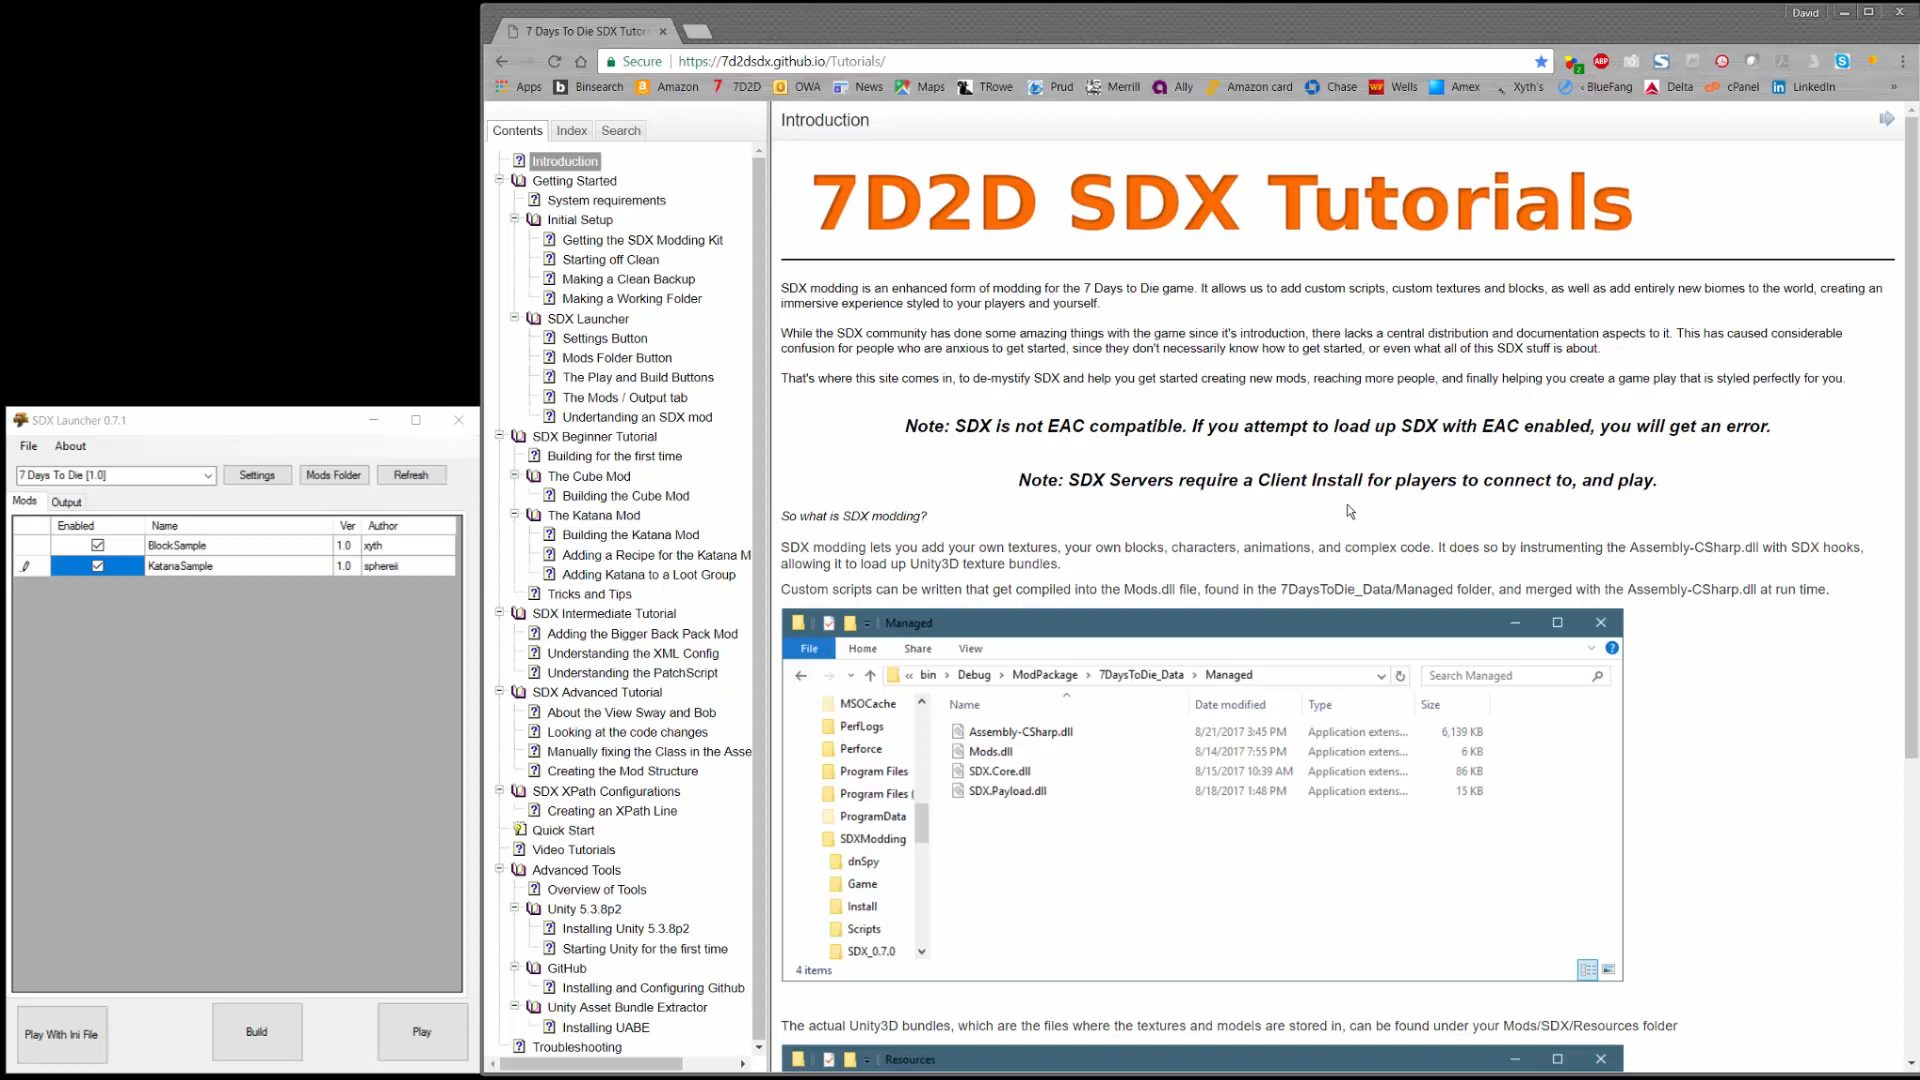 SDX Launcher 0.7.1
File About
7 Days To Die [1.0] Settings Mods Folder Refresh
Mods Output
Enabled Name Ver Author
BlockSample 1.0 xyth
KatanaSample 1.0 sphereii
Play With Ini File Build Play
7 Days To Die SDX Tutor
David
Secure https://7d2dsdx.github.io/Tutorials/
Apps Binsearch Amazon 7D2D OWA News Maps TRowe Prud Merrill Ally Amazon card Chase Wells Amex Xyth's BlueFang Delta cPanel LinkedIn
Contents Index Search
Introduction
Getting Started
System requirements
Initial Setup
Getting the SDX Modding Kit
Starting off Clean
Making a Clean Backup
Making a Working Folder
SDX Launcher
Settings Button
Mods Folder Button
The Play and Build Buttons
The Mods / Output tab
Undertanding an SDX mod
SDX Beginner Tutorial
Building for the first time
The Cube Mod
Building the Cube Mod
The Katana Mod
Building the Katana Mod
Adding a Recipe for the Katana M
Adding Katana to a Loot Group
Tricks and Tips
SDX Intermediate Tutorial
Adding the Bigger Back Pack Mod
Understanding the XML Config
Understanding the PatchScript
SDX Advanced Tutorial
About the View Sway and Bob
Looking at the code changes
Manually fixing the Class in the Asse
Creating the Mod Structure
SDX XPath Configurations
Creating an XPath Line
Quick Start
Video Tutorials
Advanced Tools
Overview of Tools
Unity 5.3.8p2
Installing Unity 5.3.8p2
Starting Unity for the first time
GitHub
Installing and Configuring Github
Unity Asset Bundle Extractor
Installing UABE
Troubleshooting
Introduction
7D2D SDX Tutorials
SDX modding is an enhanced form of modding for the 7 Days to Die game. It allows us to add custom scripts, custom textures and blocks, as well as add entirely new biomes to the world, creating an
immersive experience styled to your players and yourself.
While the SDX community has done some amazing things with the game since it's introduction, there lacks a central distribution and documentation aspects to it. This has caused considerable
confusion for people who are anxious to get started, since they don't necessarily know how to get started, or even what all of this SDX stuff is about.
That's where this site comes in, to de-mystify SDX and help you get started creating new mods, reaching more people, and finally helping you create a game play that is styled perfectly for you.
Note: SDX is not EAC compatible. If you attempt to load up SDX with EAC enabled, you will get an error.
Note: SDX Servers require a Client Install for players to connect to, and play.
So what is SDX modding?
SDX modding lets you add your own textures, your own blocks, characters, animations, and complex code. It does so by instrumenting the Assembly-CSharp.dll with SDX hooks,
allowing it to load up Unity3D texture bundles.
Custom scripts can be written that get compiled into the Mods.dll file, found in the 7DaysToDie_Data/Managed folder, and merged with the Assembly-CSharp.dll at run time.
Managed
File Home Share View
« bin › Debug › ModPackage › 7DaysToDie_Data › Managed Search Managed
MSOCache
PerfLogs
Perforce
Program Files
Program Files (
ProgramData
SDXModding
dnSpy
Game
Install
Scripts
SDX_0.7.0
Name Date modified Type Size
Assembly-CSharp.dll 8/21/2017 3:45 PM Application extens... 6,139 KB
Mods.dll 8/14/2017 7:55 PM Application extens... 6 KB
SDX.Core.dll 8/15/2017 10:39 AM Application extens... 86 KB
SDX.Payload.dll 8/18/2017 1:48 PM Application extens... 15 KB
4 items
The actual Unity3D bundles, which are the files where the textures and models are stored in, can be found under your Mods/SDX/Resources folder
Resources